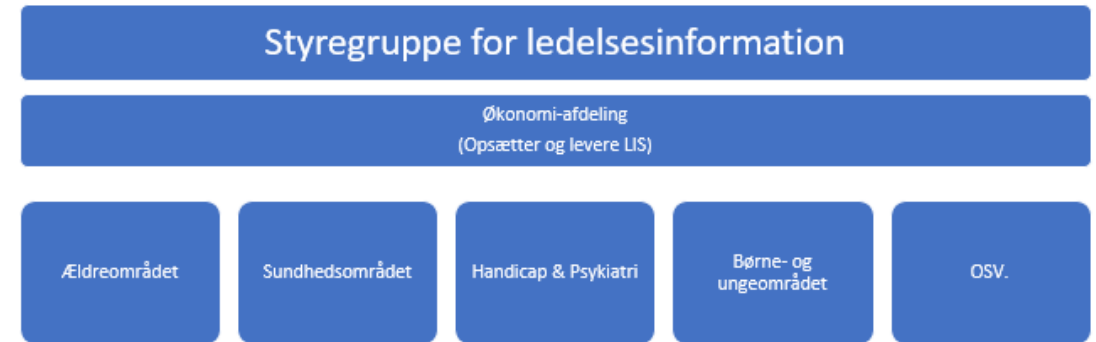 Styregruppe for ledelsesinformation
Økonomi-afdeling
(Opsætter og levere LIS)
Ældreområdet
Sundhedsområdet
Handicap & Psykiatri
Børne- og
ungeområdet
OSV.